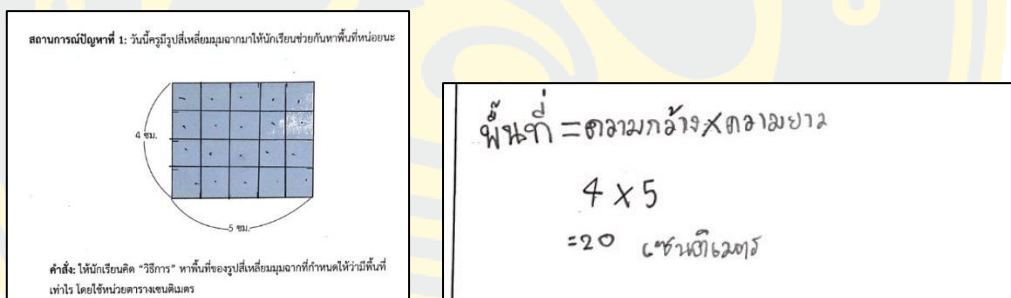 สถานการณ์ปัญหาที่ 1: วันนี้ครูมีรูปสี่เหลี่ยมมุมฉากมาให้นักเรียนช่วยกันหาพื้นที่หน่อยนะ
4 ซม.
5 ซม.
คำสั่ง: ให้นักเรียนคิด “วิธีการ” หาพื้นที่ของรูปสี่เหลี่ยมมุมฉากที่กำหนดให้ว่ามีพื้นที่
เท่าไร โดยใช้หน่วยตารางเซนติเมตร
พื้นที่ = ความกว้าง × ความยาว
4 × 5
= 20 เซนติเมตร